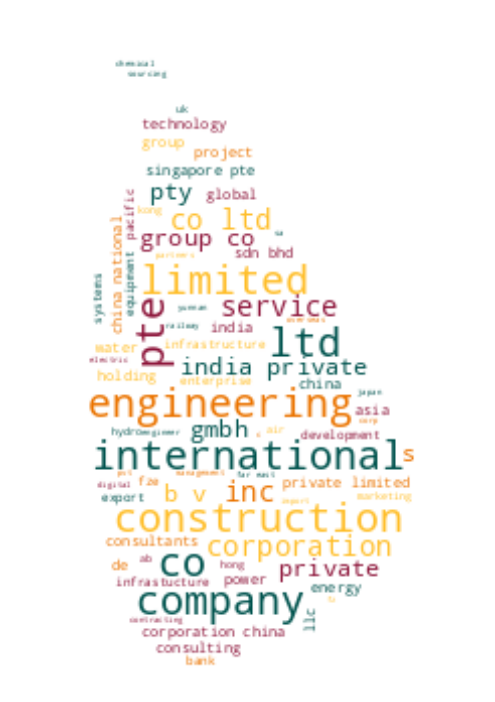 chemical
sourcing
uk
technology
group
project
singapore pte
pty
global
pacific
kong
co ltd
sa
group co
sdn bhd
partners
china national
equipment
systems
limited
yunnan
service
pte
overseas
railway
india
ltd
water
infrastructure
electric
india private
holding
enterprise
china
japan
engineering
asia
corp
hydro
engineer
gmbh
air
development
international
s
pvt
management
far east
digital
fze
b v
inc
private limited
export
import
marketing
construction
consultants
corporation
de
ab
co
hong
private
infrastucture
power
energy
company
llc
contracting
corporation china
consulting
bank